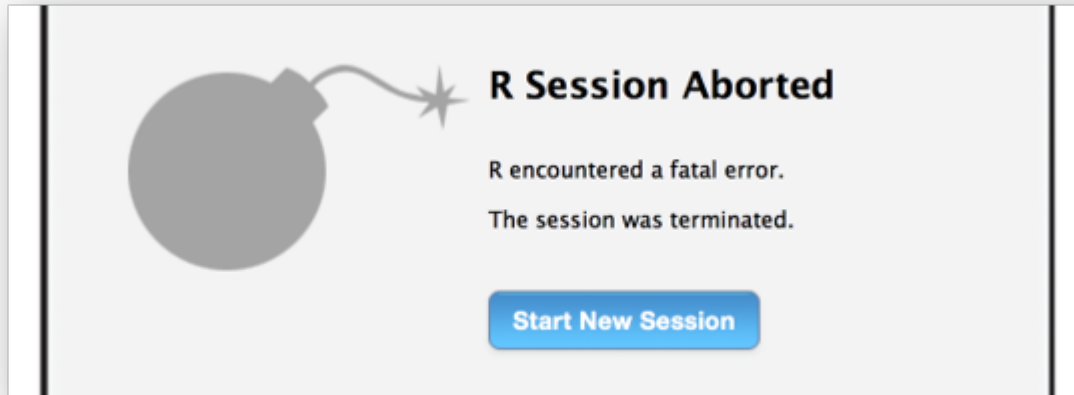 R Session Aborted
R encountered a fatal error.
The session was terminated.
Start New Session